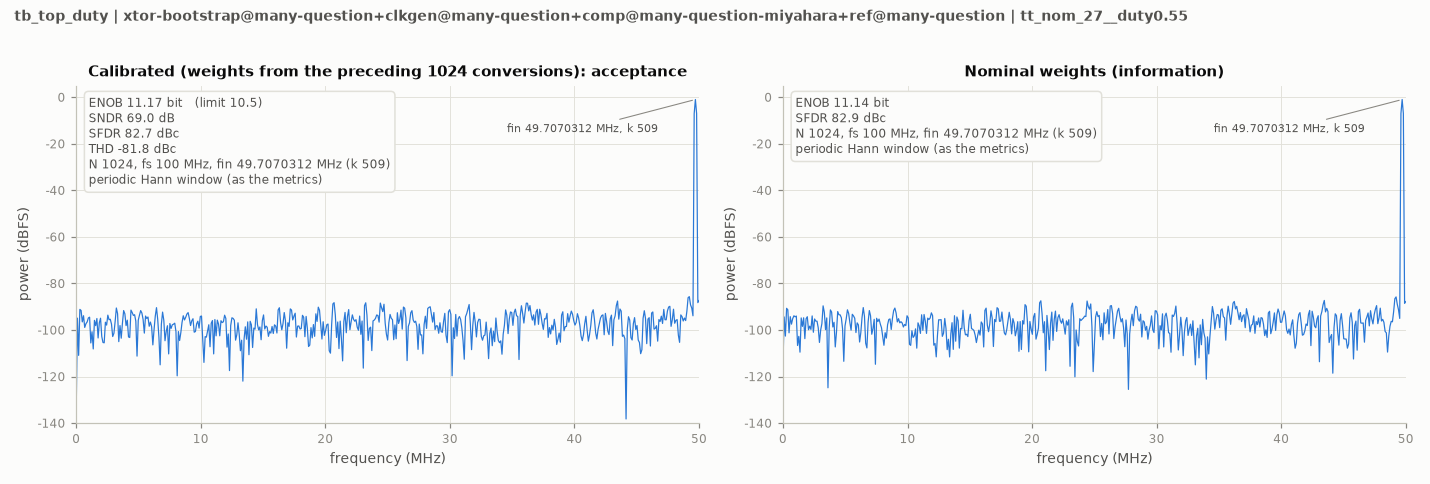 tb_top_duty | xtor-bootstrap@many-question+clkgen@many-question+comp@many-question-miyahara+ref@many-question | tt_nom_27__duty0.55
Calibrated (weights from the preceding 1024 conversions): acceptance
ENOB 11.17 bit   (limit 10.5)
SNDR 69.0 dB
SFDR 82.7 dBc
THD -81.8 dBc
N 1024, fs 100 MHz, fin 49.7070312 MHz (k 509)
periodic Hann window (as the metrics)
fin 49.7070312 MHz, k 509
power (dBFS)
0
-20
-40
-60
-80
-100
-120
-140
0 10 20 30 40 50
frequency (MHz)
Nominal weights (information)
ENOB 11.14 bit
SFDR 82.9 dBc
N 1024, fs 100 MHz, fin 49.7070312 MHz (k 509)
periodic Hann window (as the metrics)
fin 49.7070312 MHz, k 509
power (dBFS)
0
-20
-40
-60
-80
-100
-120
-140
0 10 20 30 40 50
frequency (MHz)